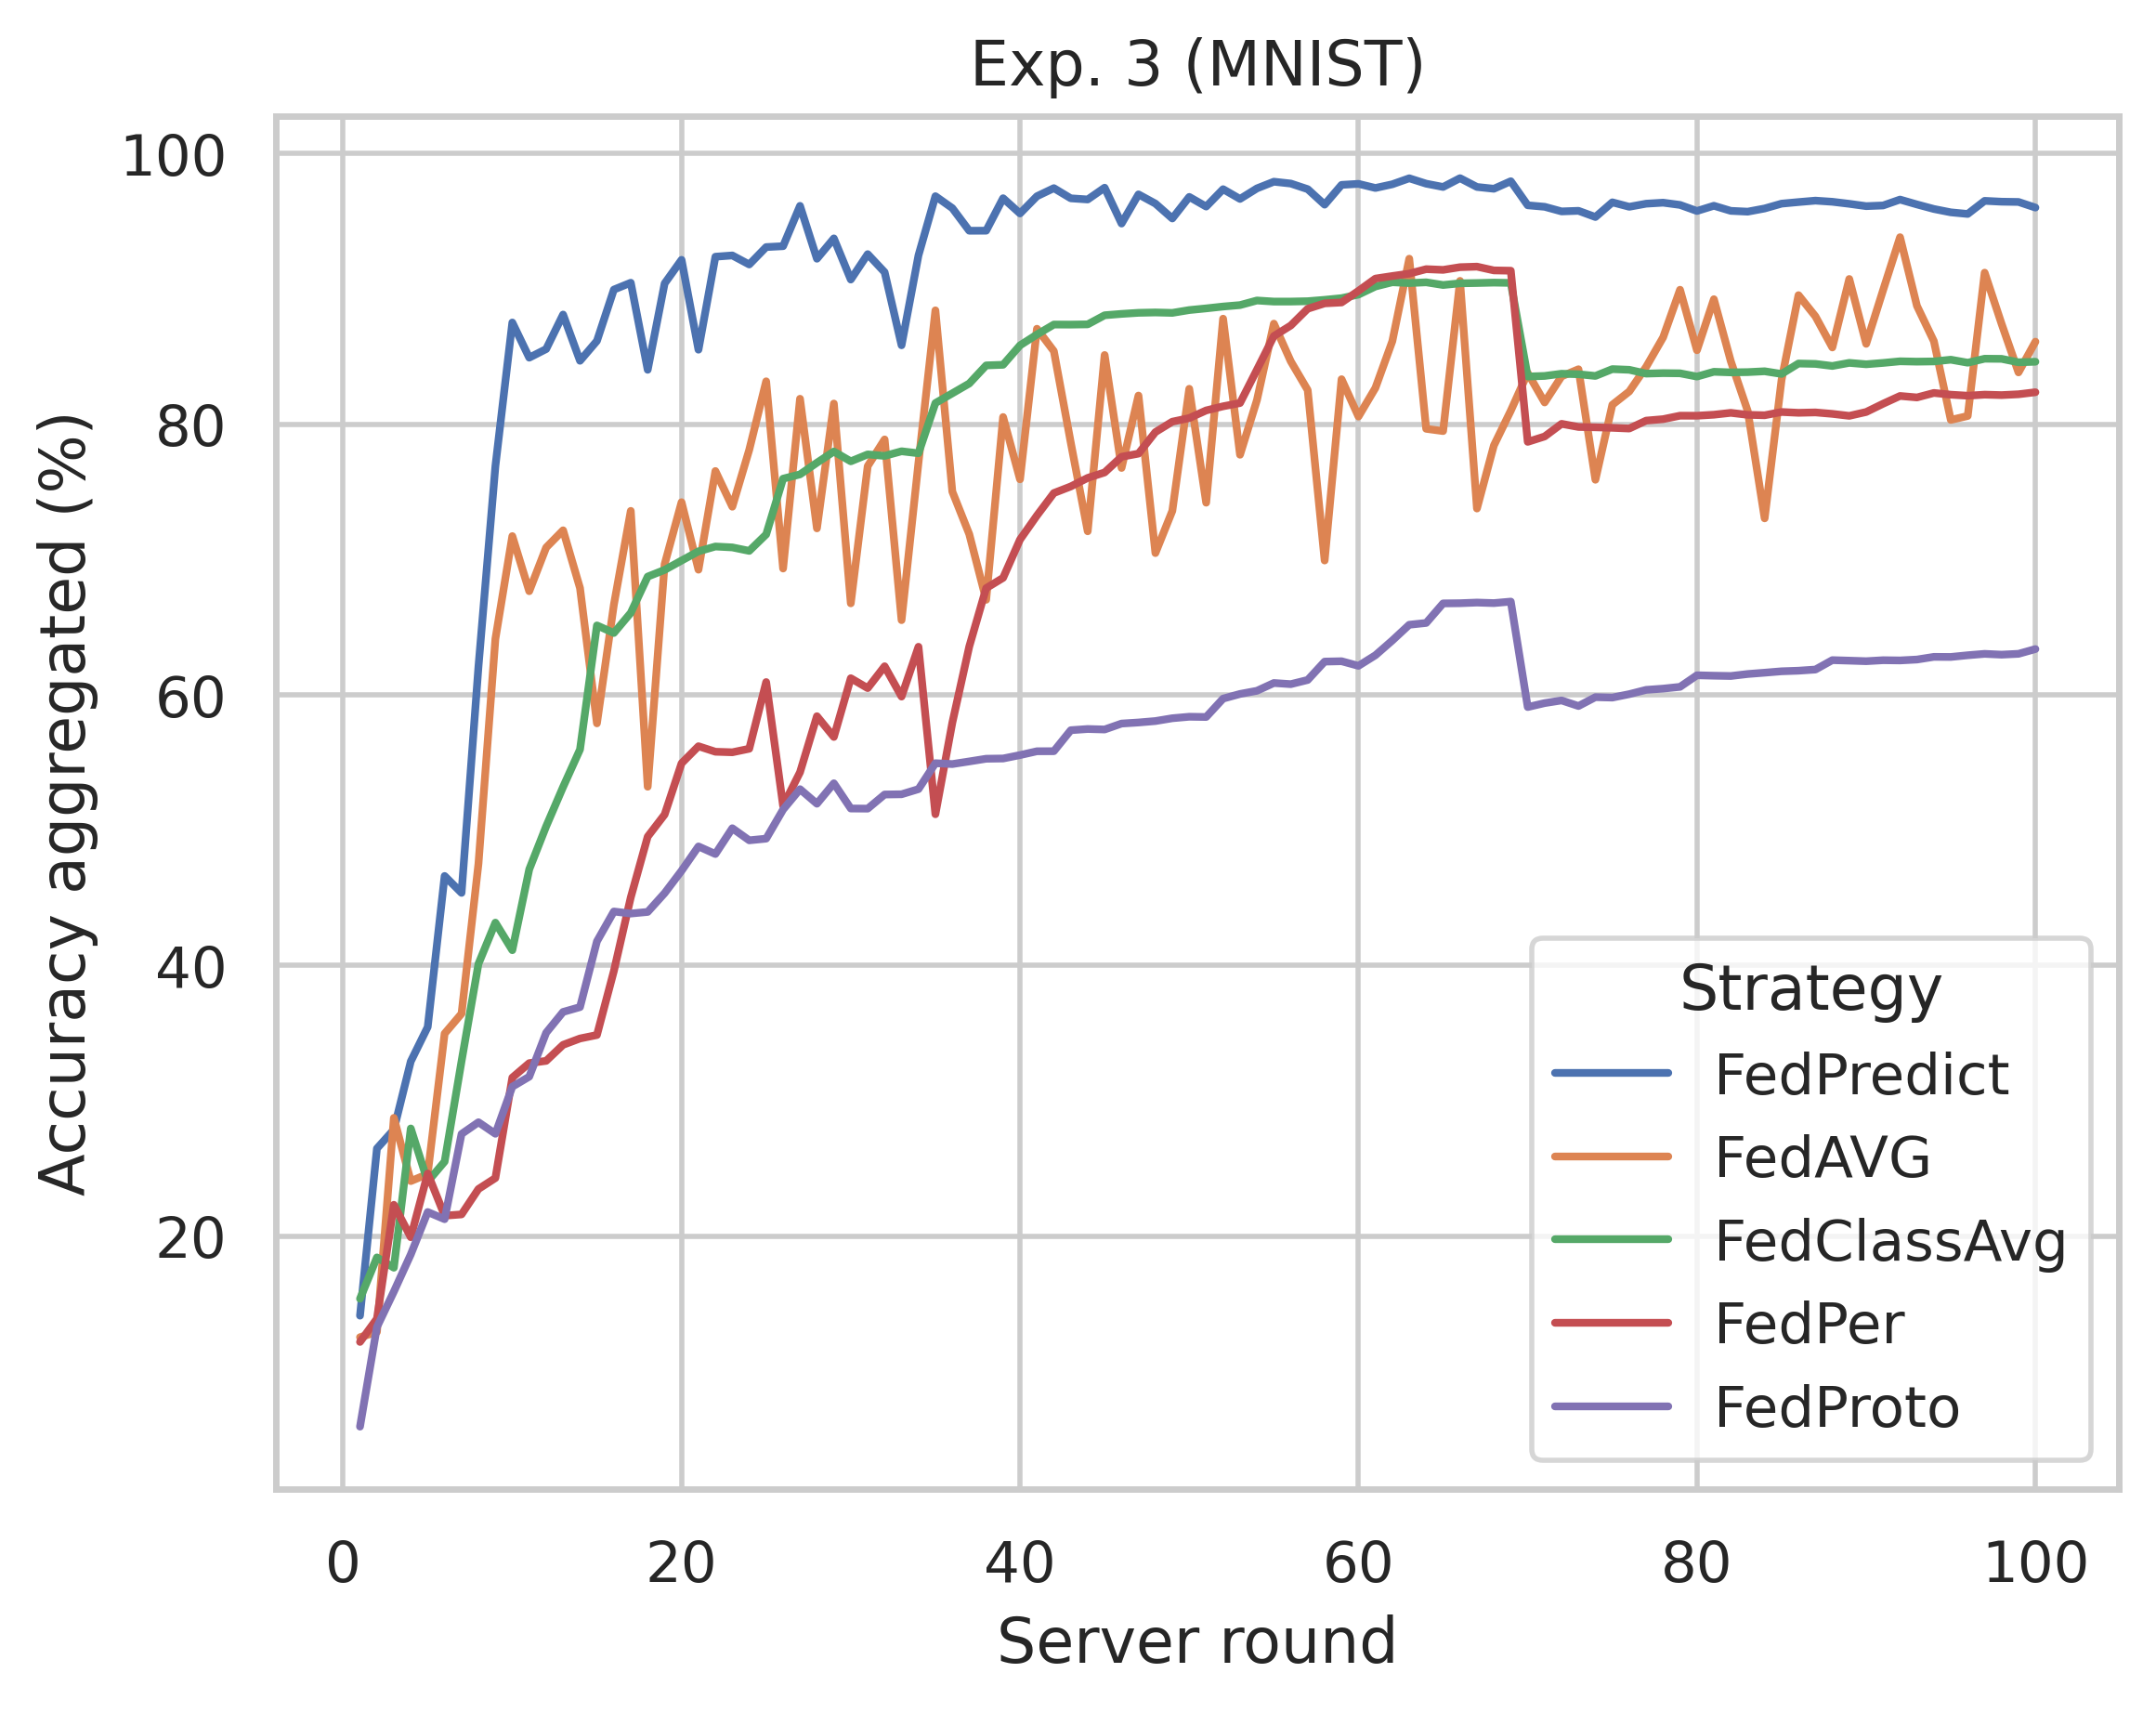 Exp. 3 (MNIST)
Accuracy aggregated (%)
100
80
60
40
20
0 20 40 60 80 100
Server round
Strategy
FedPredict
FedAVG
FedClassAvg
FedPer
FedProto